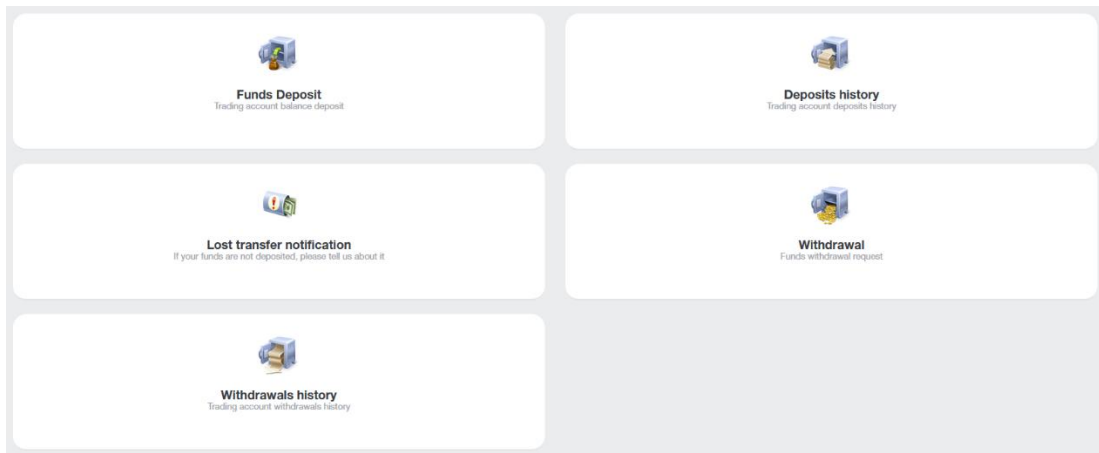 Funds Deposit
Trading account balance deposit
Deposits history
Trading account deposits history
Lost transfer notification
If your funds are not deposited, please tell us about it
Withdrawal
Funds withdrawal request
Withdrawals history
Trading account withdrawals history